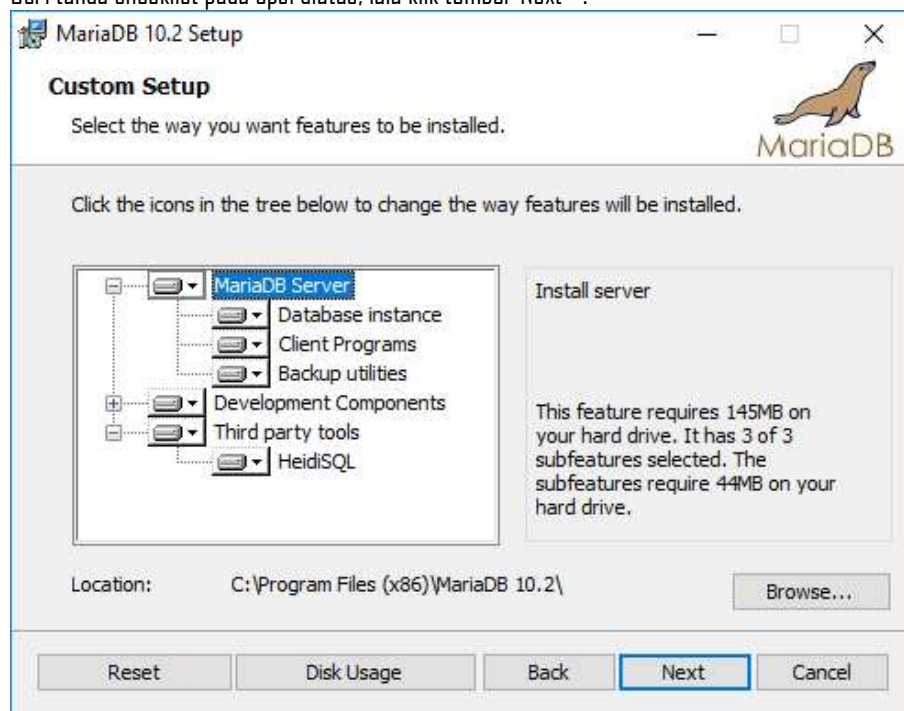 MariaDB 10.2 Setup
Custom Setup
Select the way you want features to be installed.
MariaDB
Click the icons in the tree below to change the way features will be installed.
MariaDB Server
Database instance
Client Programs
Backup utilities
Development Components
Third party tools
HeidiSQL
Install server
This feature requires 145MB on
your hard drive. It has 3 of 3
subfeatures selected. The
subfeatures require 44MB on your
hard drive.
Location: C:\Program Files (x86)\MariaDB 10.2\
Browse...
Reset Disk Usage Back Next Cancel